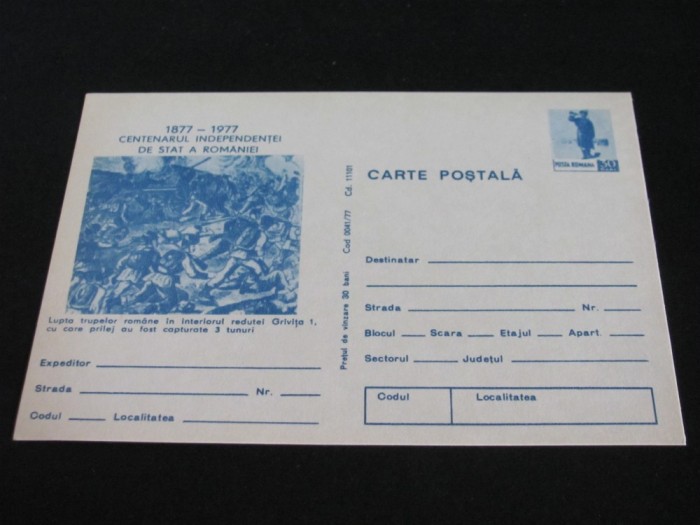 1877 - 1977
CENTENARUL INDEPENDENȚEI
DE STAT A ROMÂNIEI
Lupta trupelor române în interiorul redutei Grivița 1,
cu care prilej au fost capturate 3 tunuri
Expeditor
Strada Nr.
Codul Localitatea
Prețul de vînzare 30 bani Cod 0041/77 Cd. 11101
POSTA ROMANA
CARTE POȘTALĂ
Destinatar
Strada Nr.
Blocul Scara Etajul Apart.
Sectorul Județul
Codul Localitatea